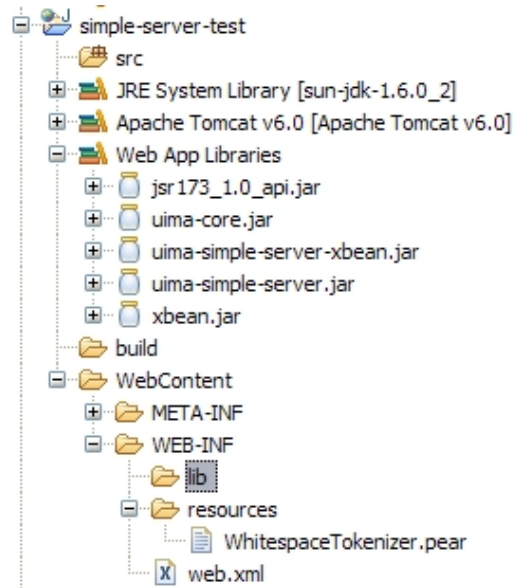 simple-server-test
src
JRE System Library [sun-jdk-1.6.0_2]
Apache Tomcat v6.0 [Apache Tomcat v6.0]
Web App Libraries
jsr173_1.0_api.jar
uima-core.jar
uima-simple-server-xbean.jar
uima-simple-server.jar
xbean.jar
build
WebContent
META-INF
WEB-INF
lib
resources
WhitespaceTokenizer.pear
web.xml